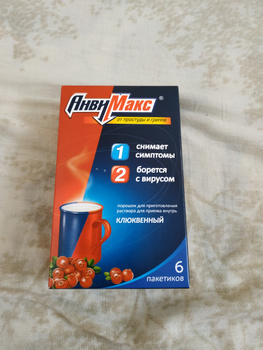 АнвиМакс®
от простуды и гриппа
1 снимает
симптомы
2 борется
с вирусом
порошок для приготовления
раствора для приема внутрь
КЛЮКВЕННЫЙ
6
пакетиков